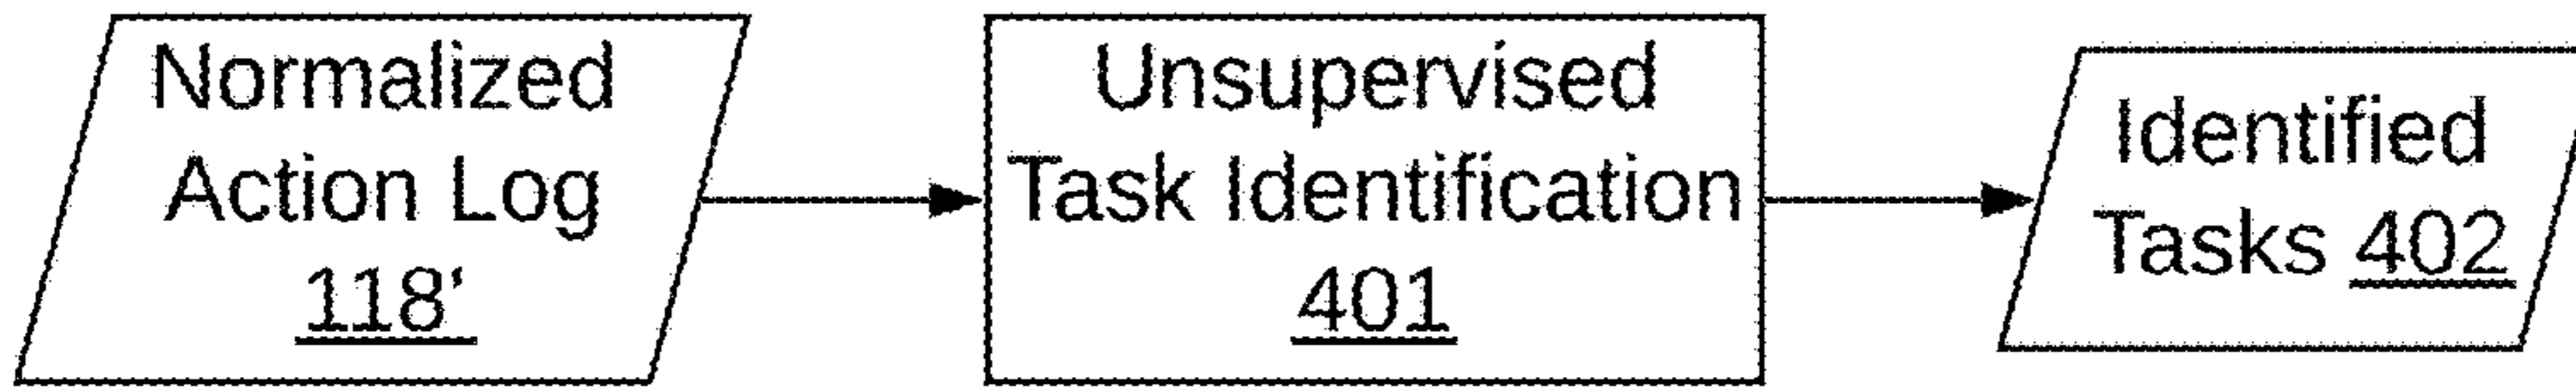 Normalized
Action Log
118'
Unsupervised
Task Identification
401
Identified
Tasks 402